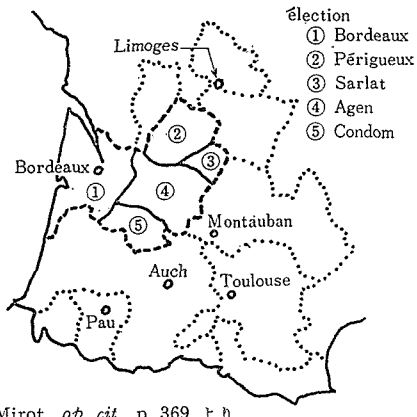 élection
① Bordeaux
② Périgueux
③ Sarlat
④ Agen
⑤ Condom
Limoges
②
③
Bordeaux
①
④
⑤
Montauban
Auch
Toulouse
Pau
Mirot, op. cit., p. 369 より